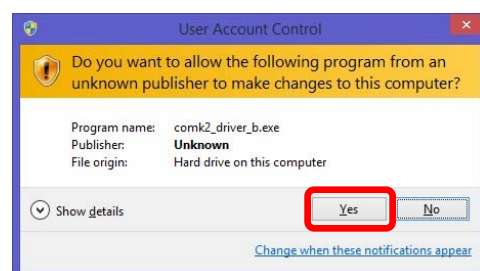 User Account Control
Do you want to allow the following program from an
unknown publisher to make changes to this computer?
Program name: comk2_driver_b.exe
Publisher: Unknown
File origin: Hard drive on this computer
Show details Yes No
Change when these notifications appear